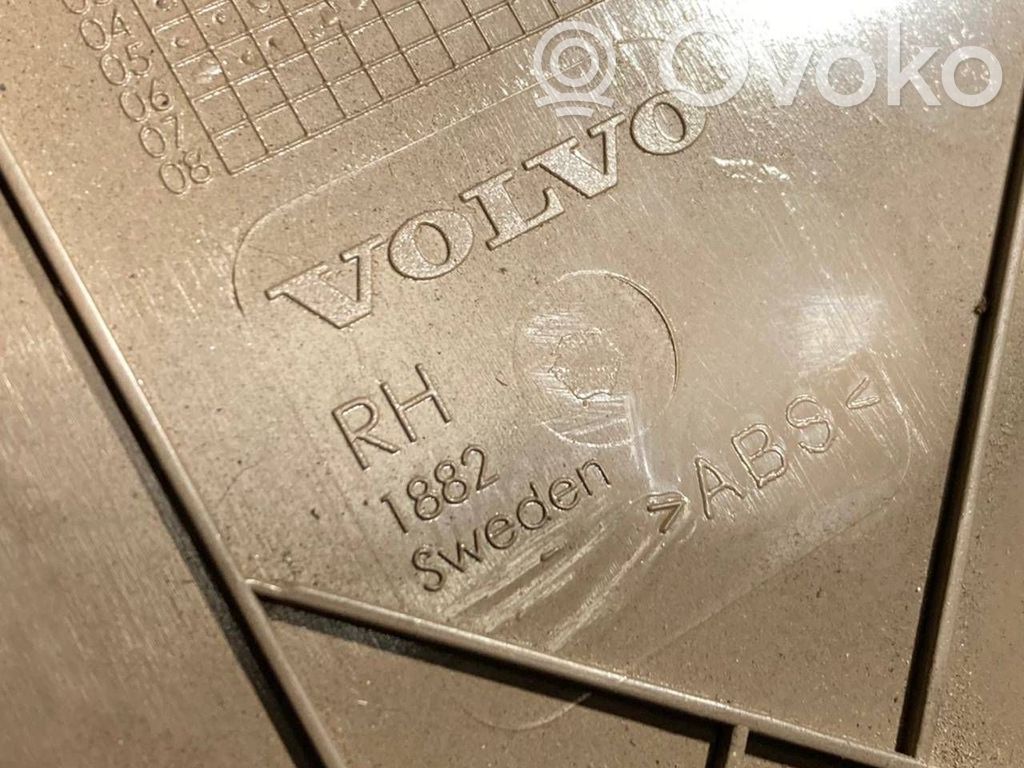 04
05
06
07
08
Ovoko
VOLVO
RH
1882
Sweden
>ABS<